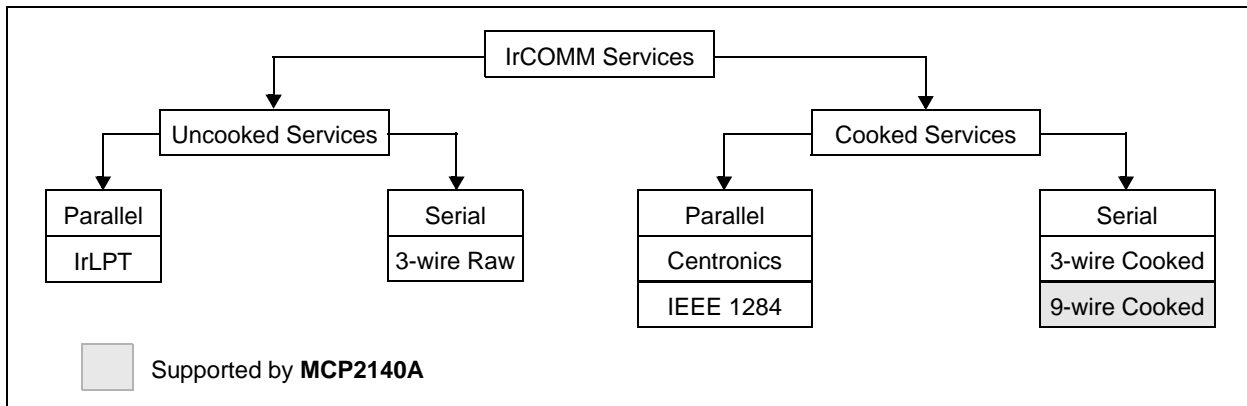 IrCOMM Services
Uncooked Services
Cooked Services
Parallel
IrLPT
Serial
3-wire Raw
Parallel
Centronics
IEEE 1284
Serial
3-wire Cooked
9-wire Cooked
Supported by MCP2140A